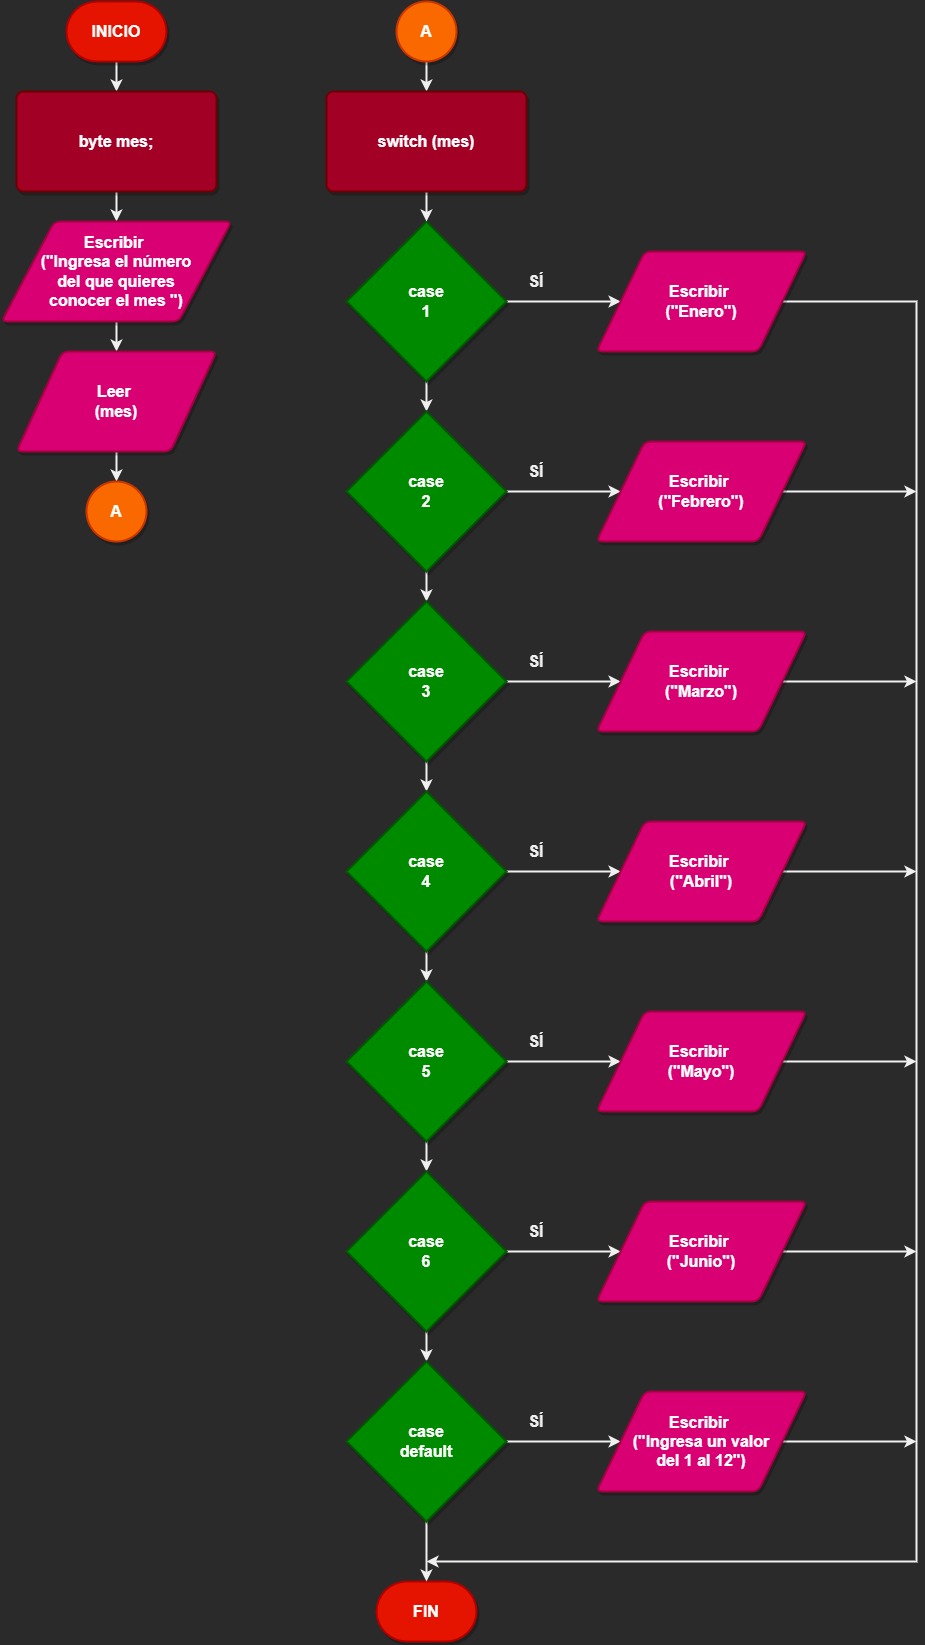 INICIO
byte mes;
Escribir
("Ingresa el número
del que quieres
conocer el mes ")
Leer
(mes)
A
A
switch (mes)
case
1
SÍ
Escribir
("Enero")
case
2
SÍ
Escribir
("Febrero")
case
3
SÍ
Escribir
("Marzo")
case
4
SÍ
Escribir
("Abril")
case
5
SÍ
Escribir
("Mayo")
case
6
SÍ
Escribir
("Junio")
case
default
SÍ
Escribir
("Ingresa un valor
del 1 al 12")
FIN